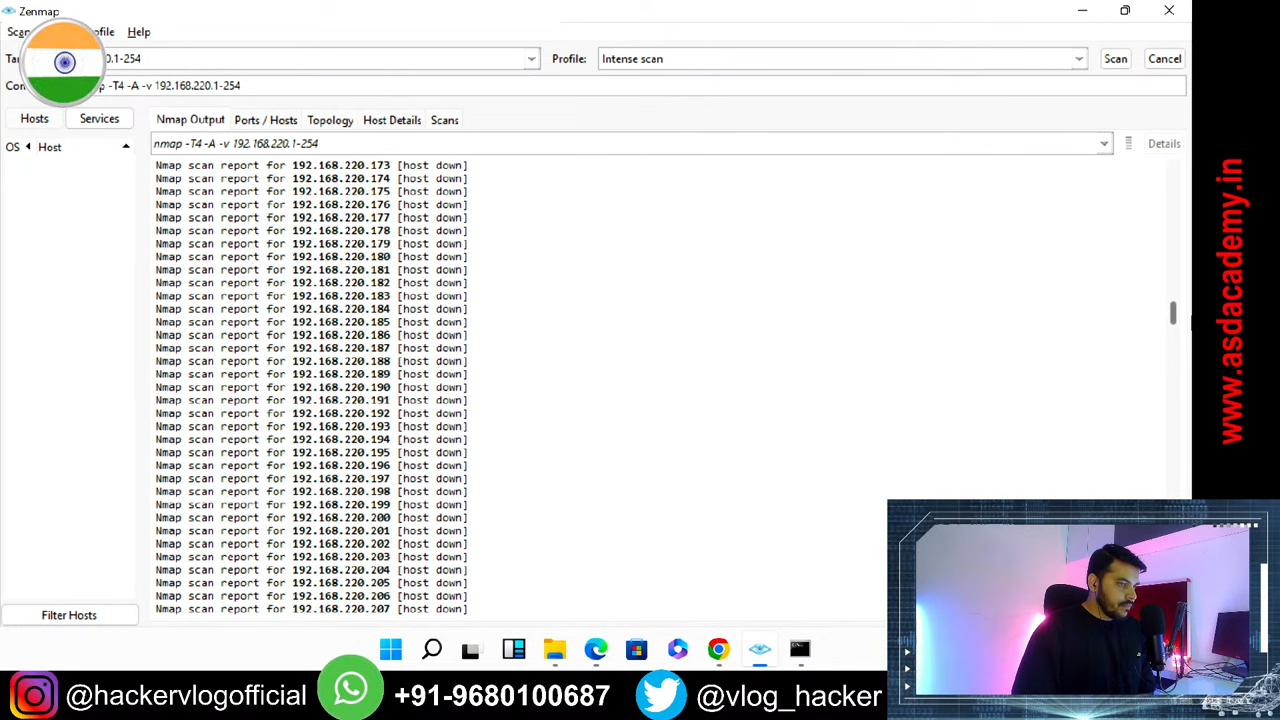 Zenmap
Scan Profile Help
0.1-254
Profile:
Intense scan
Scan
Cancel
-T4 -A -v 192.168.220.1-254
Hosts
Services
Nmap Output
Ports / Hosts
Topology
Host Details
Scans
OS
Host
nmap -T4 -A -v 192.168.220.1-254
Details
Nmap scan report for 192.168.220.173 [host down]
Nmap scan report for 192.168.220.174 [host down]
Nmap scan report for 192.168.220.175 [host down]
Nmap scan report for 192.168.220.176 [host down]
Nmap scan report for 192.168.220.177 [host down]
Nmap scan report for 192.168.220.178 [host down]
Nmap scan report for 192.168.220.179 [host down]
Nmap scan report for 192.168.220.180 [host down]
Nmap scan report for 192.168.220.181 [host down]
Nmap scan report for 192.168.220.182 [host down]
Nmap scan report for 192.168.220.183 [host down]
Nmap scan report for 192.168.220.184 [host down]
Nmap scan report for 192.168.220.185 [host down]
Nmap scan report for 192.168.220.186 [host down]
Nmap scan report for 192.168.220.187 [host down]
Nmap scan report for 192.168.220.188 [host down]
Nmap scan report for 192.168.220.189 [host down]
Nmap scan report for 192.168.220.190 [host down]
Nmap scan report for 192.168.220.191 [host down]
Nmap scan report for 192.168.220.192 [host down]
Nmap scan report for 192.168.220.193 [host down]
Nmap scan report for 192.168.220.194 [host down]
Nmap scan report for 192.168.220.195 [host down]
Nmap scan report for 192.168.220.196 [host down]
Nmap scan report for 192.168.220.197 [host down]
Nmap scan report for 192.168.220.198 [host down]
Nmap scan report for 192.168.220.199 [host down]
Nmap scan report for 192.168.220.200 [host down]
Nmap scan report for 192.168.220.201 [host down]
Nmap scan report for 192.168.220.202 [host down]
Nmap scan report for 192.168.220.203 [host down]
Nmap scan report for 192.168.220.204 [host down]
Nmap scan report for 192.168.220.205 [host down]
Nmap scan report for 192.168.220.206 [host down]
Nmap scan report for 192.168.220.207 [host down]
Filter Hosts
www.asdacademy.in
@hackervlogofficial
+91-9680100687
@vlog_hacker